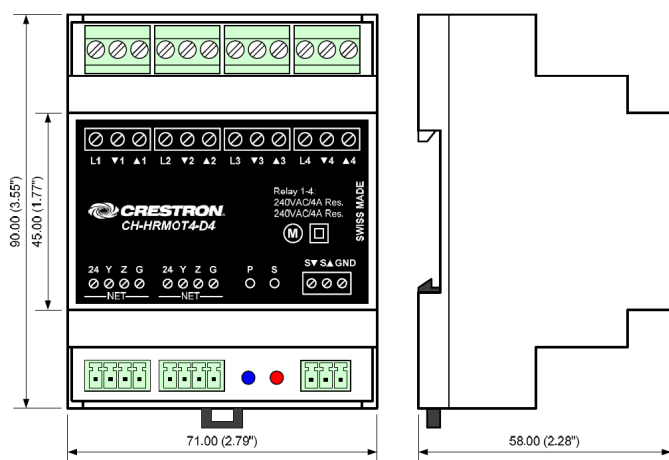 90.00 (3.55")
45.00 (1.77")
L1 ▼1 ▲1 L2 ▼2 ▲2 L3 ▼3 ▲3 L4 ▼4 ▲4
CRESTRON.
CH-HRMOT4-D4
Relay 1-4:
240VAC/4A Res.
240VAC/4A Res.
M
SWISS MADE
24 Y Z G 24 Y Z G P S S▼ S▲ GND
NET NET
71.00 (2.79")
58.00 (2.28")